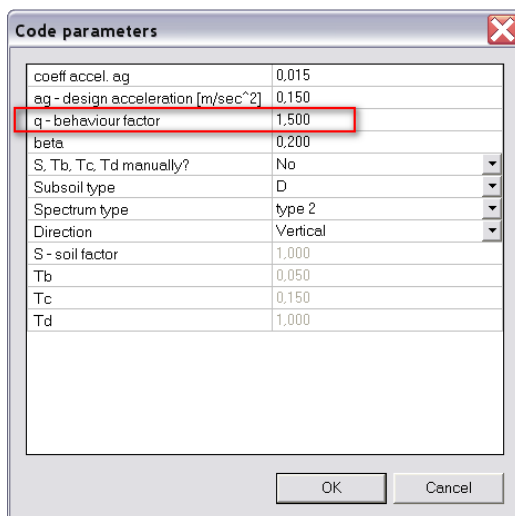 Code parameters
coeff accel. ag 0,015
ag - design acceleration [m/sec^2] 0,150
q - behaviour factor 1,500
beta 0,200
S, Tb, Tc, Td manually? No
Subsoil type D
Spectrum type type 2
Direction Vertical
S - soil factor 1,000
Tb 0,050
Tc 0,150
Td 1,000
OK Cancel